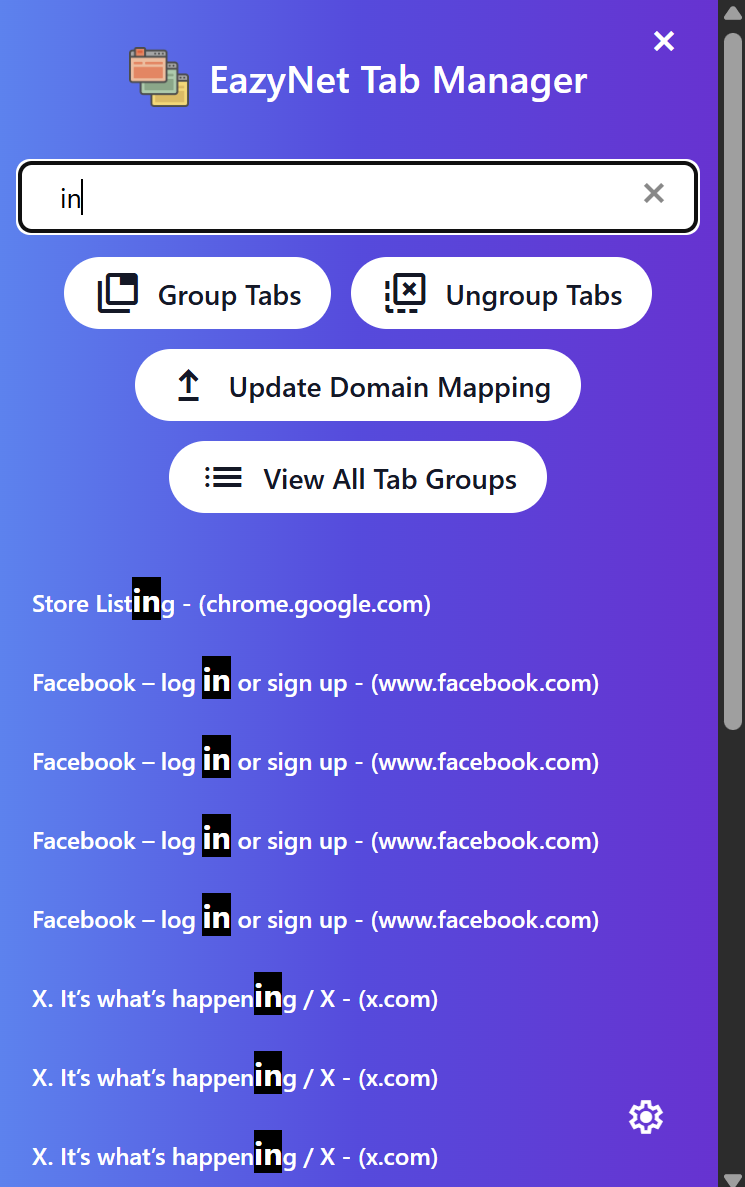 EazyNet Tab Manager
in
Group Tabs
Ungroup Tabs
Update Domain Mapping
View All Tab Groups
Store Listing - (chrome.google.com)
Facebook – log in or sign up - (www.facebook.com)
Facebook – log in or sign up - (www.facebook.com)
Facebook – log in or sign up - (www.facebook.com)
Facebook – log in or sign up - (www.facebook.com)
X. It’s what’s happening / X - (x.com)
X. It’s what’s happening / X - (x.com)
X. It’s what’s happening / X - (x.com)